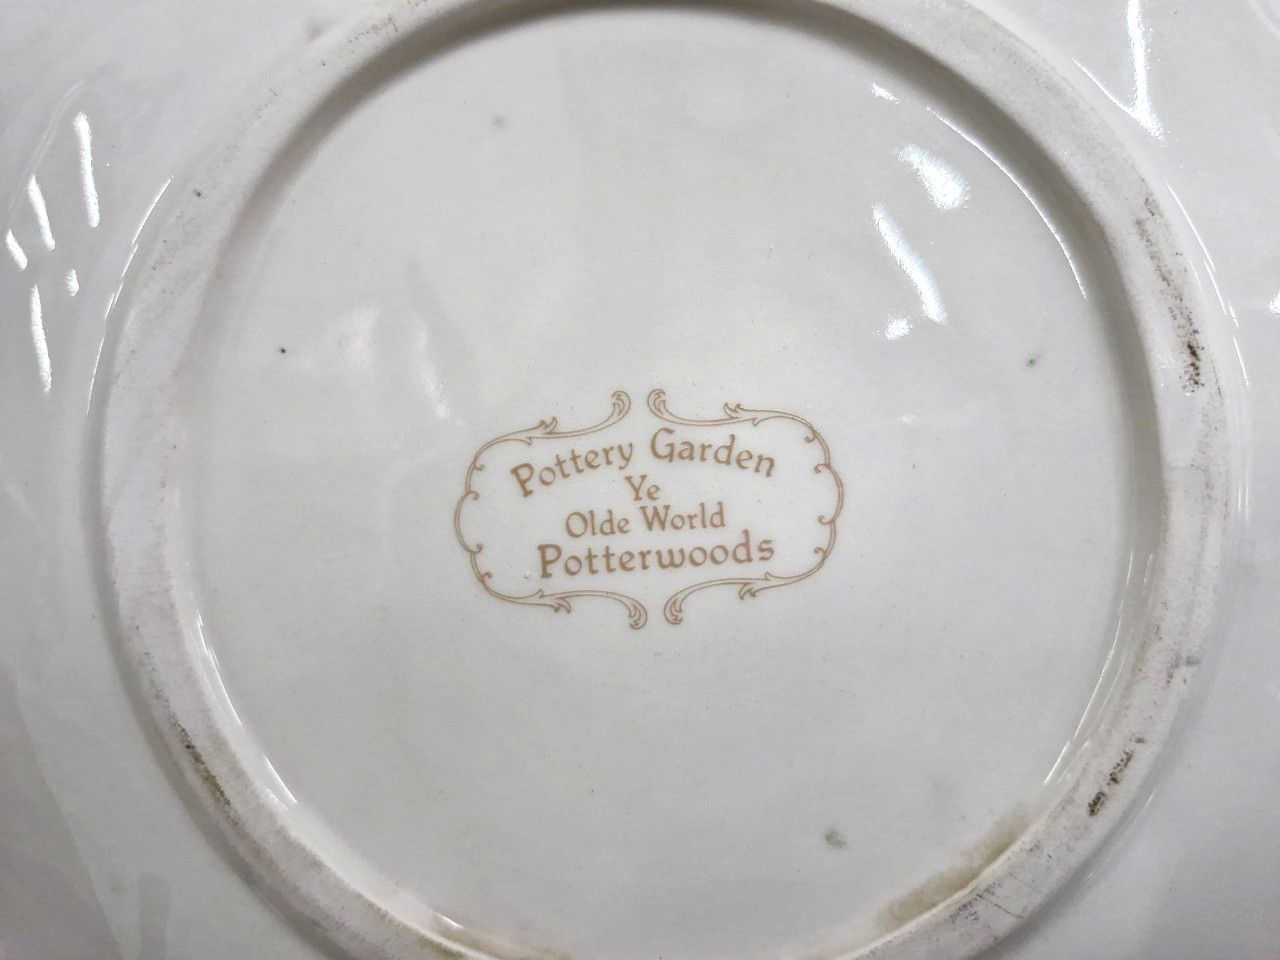 Pottery Garden
Ye
Olde World
Potterwoods